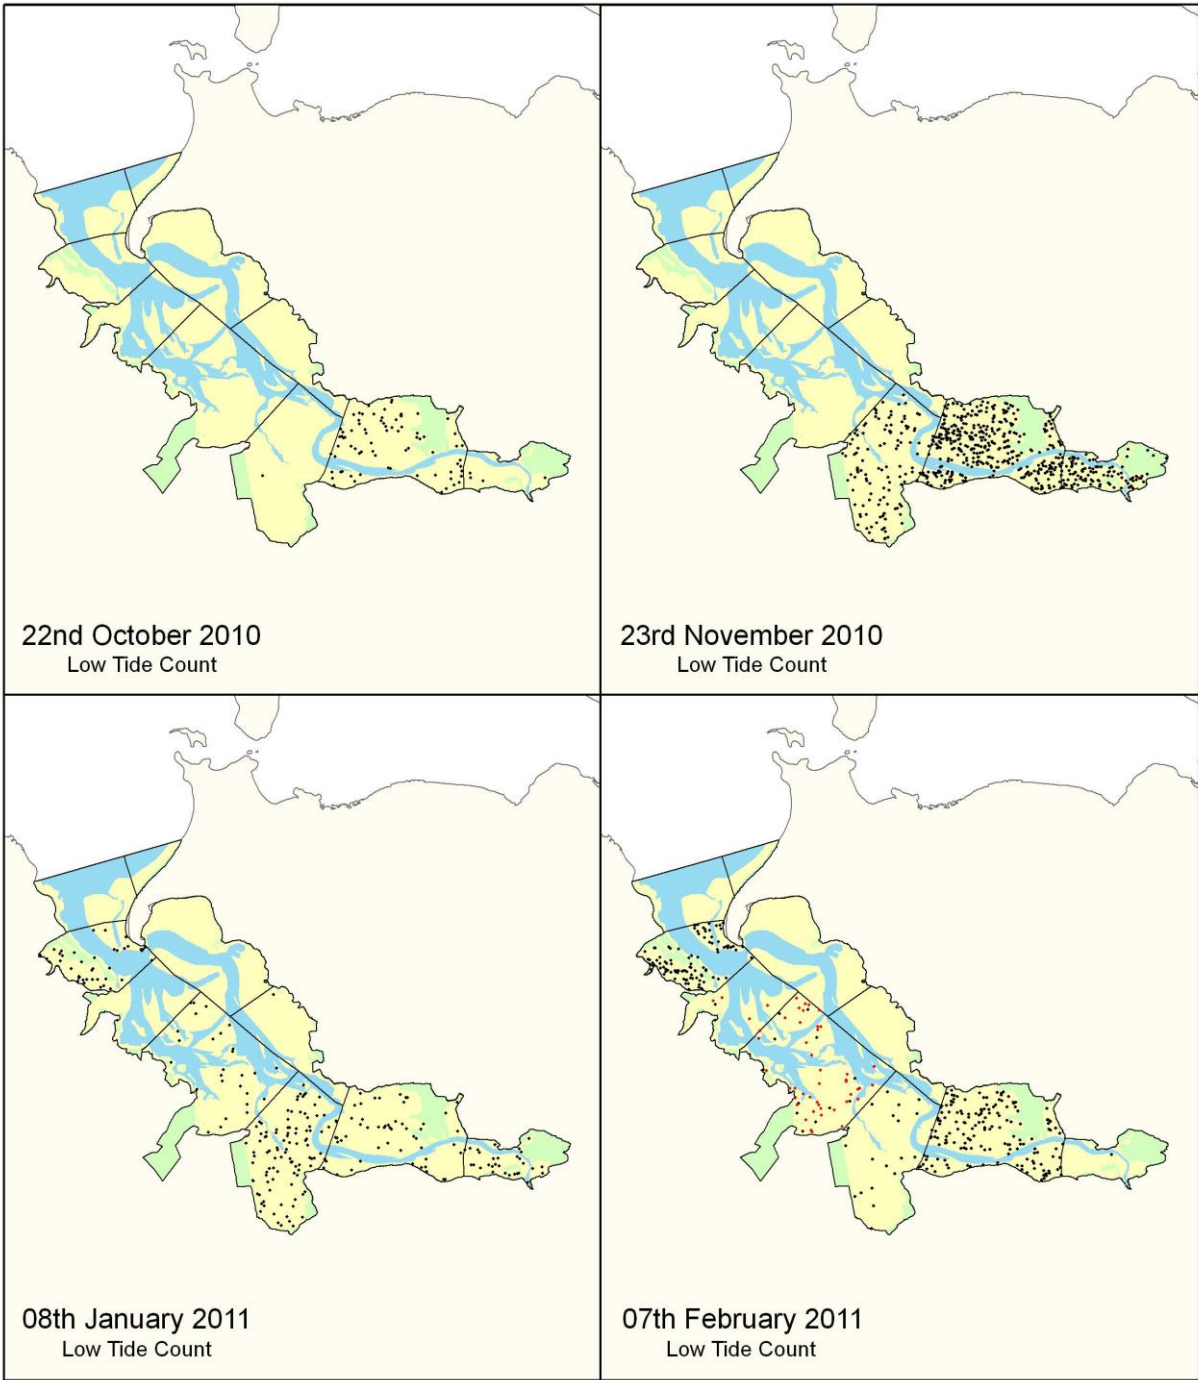 22nd October 2010
Low Tide Count
23rd November 2010
Low Tide Count
08th January 2011
Low Tide Count
07th February 2011
Low Tide Count